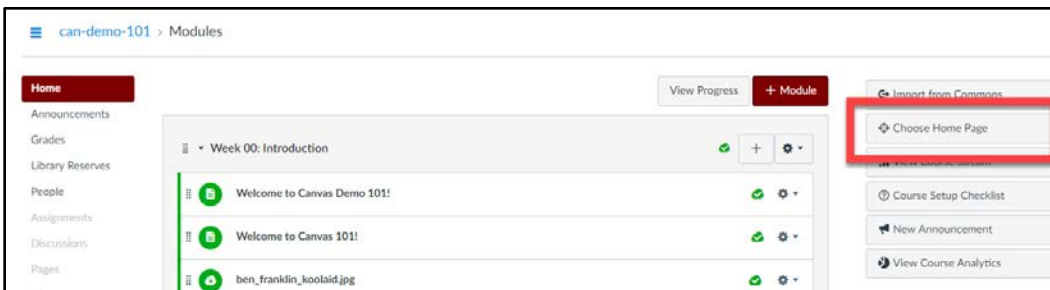 can-demo-101 > Modules
Home
Announcements
Grades
Library Reserves
People
Assignments
Discussions
Pages
View Progress
+ Module
Week 00: Introduction
Welcome to Canvas Demo 101!
Welcome to Canvas 101!
ben_franklin_koolaid.jpg
Import from Commons
Choose Home Page
View Course Stream
Course Setup Checklist
New Announcement
View Course Analytics